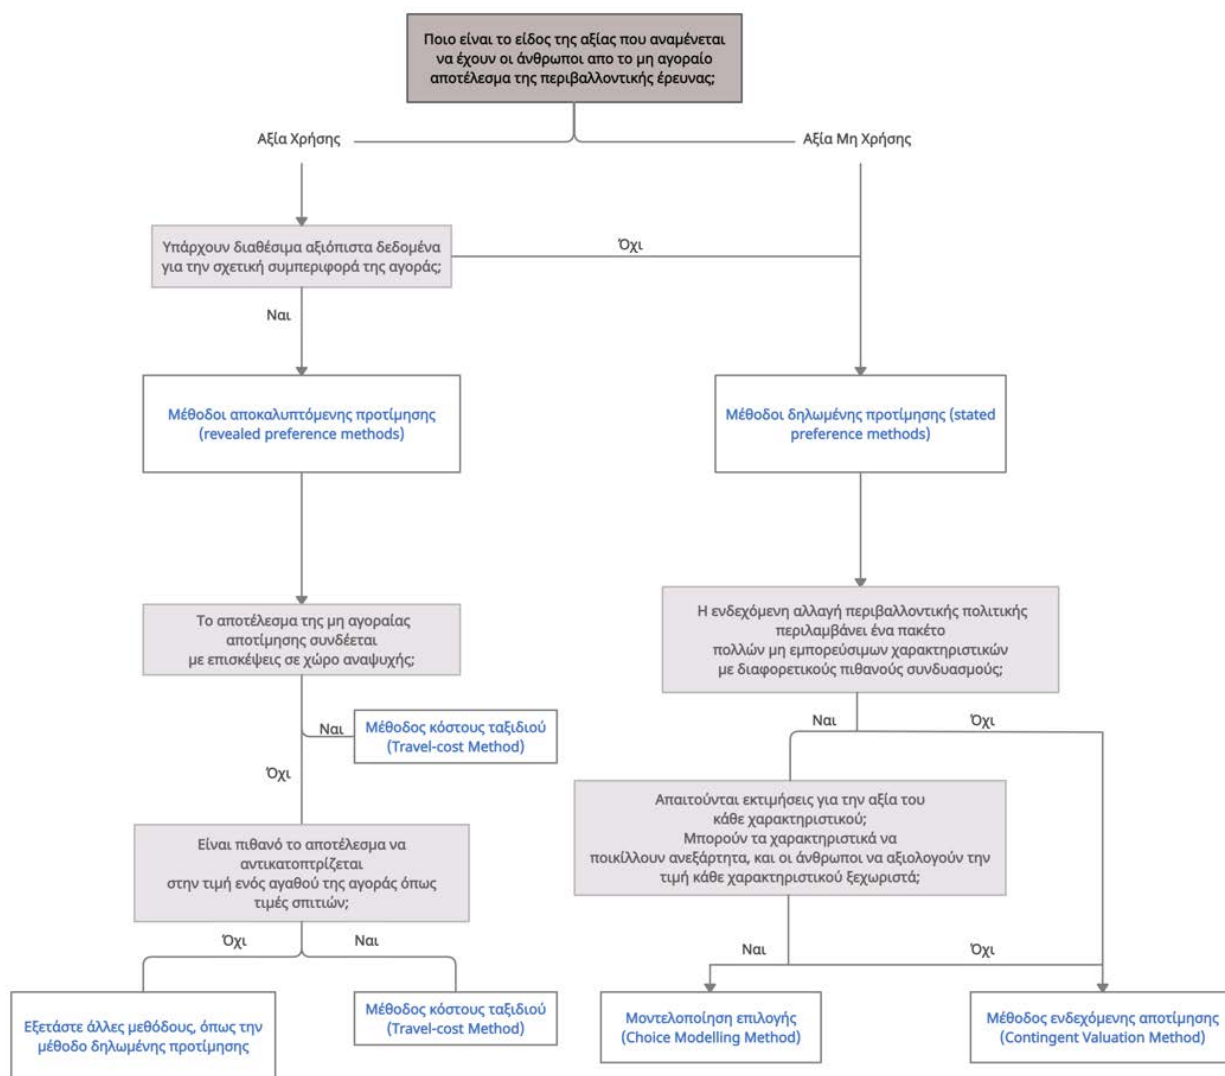 Ποιο είναι το είδος της αξίας που αναμένεται
να έχουν οι άνθρωποι απο το μη αγοραίο
αποτέλεσμα της περιβαλλοντικής έρευνας;
Αξία Χρήσης
Αξία Μη Χρήσης
Υπάρχουν διαθέσιμα αξιόπιστα δεδομένα
για την σχετική συμπεριφορά της αγοράς;
Όχι
Ναι
Μέθοδοι αποκαλυπτόμενης προτίμησης
(revealed preference methods)
Μέθοδοι δηλωμένης προτίμησης (stated
preference methods)
Το αποτέλεσμα της μη αγοραίας
αποτίμησης συνδέεται
με επισκέψεις σε χώρο αναψυχής;
Η ενδεχόμενη αλλαγή περιβαλλοντικής πολιτικής
περιλαμβάνει ένα πακέτο
πολλών μη εμπορεύσιμων χαρακτηριστικών
με διαφορετικούς πιθανούς συνδυασμούς;
Ναι
Μέθοδος κόστους ταξιδιού
(Travel-cost Method)
Ναι
Όχι
Όχι
Απαιτούνται εκτιμήσεις για την αξία του
κάθε χαρακτηριστικού;
Μπορούν τα χαρακτηριστικά να
ποικίλλουν ανεξάρτητα, και οι άνθρωποι να αξιολογούν την
τιμή κάθε χαρακτηριστικού ξεχωριστά;
Είναι πιθανό το αποτέλεσμα να
αντικατοπτρίζεται
στην τιμή ενός αγαθού της αγοράς όπως
τιμές σπιτιών;
Όχι
Ναι
Ναι
Όχι
Εξετάστε άλλες μεθόδους, όπως την
μέθοδο δηλωμένης προτίμησης
Μέθοδος κόστους ταξιδιού
(Travel-cost Method)
Μοντελοποίηση επιλογής
(Choice Modelling Method)
Μέθοδος ενδεχόμενης αποτίμησης
(Contingent Valuation Method)